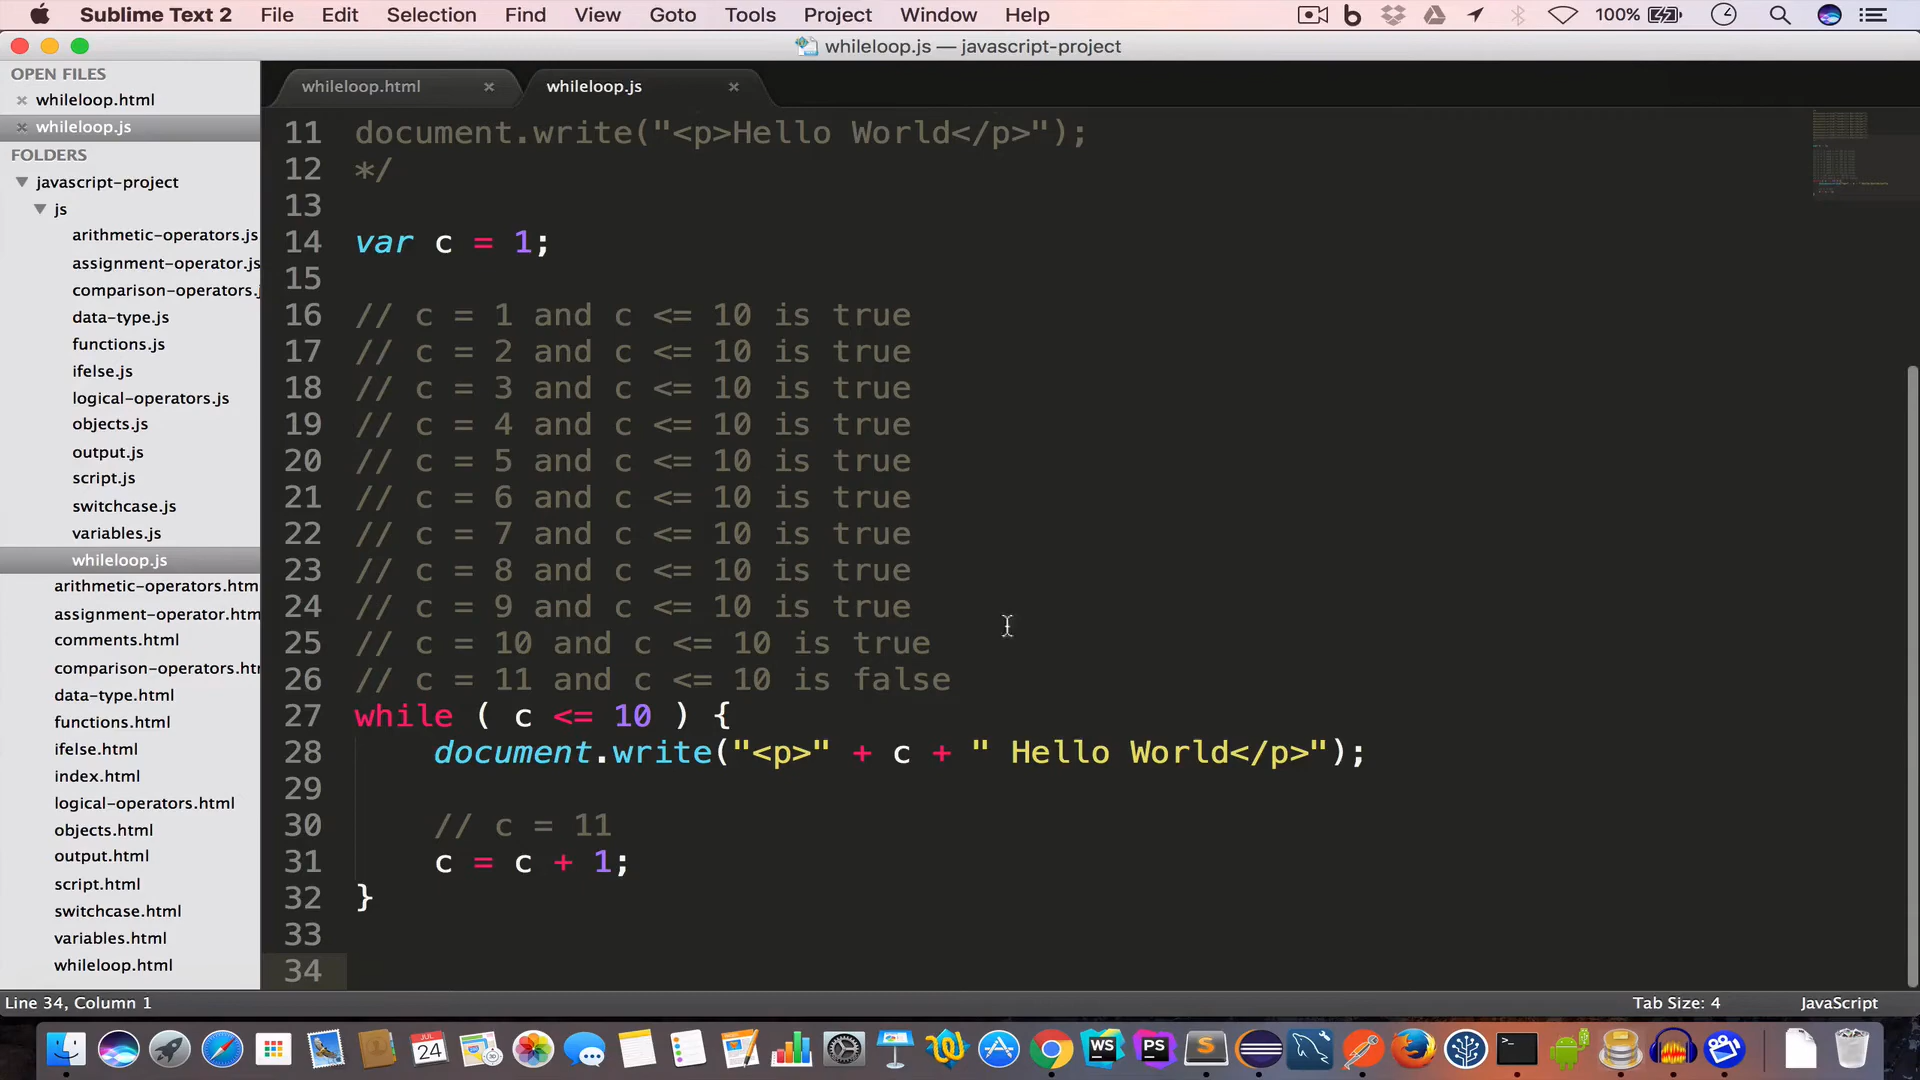 Sublime Text 2 File Edit Selection Find View Goto Tools Project Window Help 100%
whileloop.js — javascript-project
OPEN FILES
whileloop.html
whileloop.js
FOLDERS
javascript-project
js
arithmetic-operators.js
assignment-operator.js
comparison-operators.j
data-type.js
functions.js
ifelse.js
logical-operators.js
objects.js
output.js
script.js
switchcase.js
variables.js
whileloop.js
arithmetic-operators.htm
assignment-operator.htm
comments.html
comparison-operators.htm
data-type.html
functions.html
ifelse.html
index.html
logical-operators.html
objects.html
output.html
script.html
switchcase.html
variables.html
whileloop.html
whileloop.html whileloop.js
11 document.write("<p>Hello World</p>");
12 */
13
14 var c = 1;
15
16 // c = 1 and c <= 10 is true
17 // c = 2 and c <= 10 is true
18 // c = 3 and c <= 10 is true
19 // c = 4 and c <= 10 is true
20 // c = 5 and c <= 10 is true
21 // c = 6 and c <= 10 is true
22 // c = 7 and c <= 10 is true
23 // c = 8 and c <= 10 is true
24 // c = 9 and c <= 10 is true
25 // c = 10 and c <= 10 is true
26 // c = 11 and c <= 10 is false
27 while ( c <= 10 ) {
28 document.write("<p>" + c + " Hello World</p>");
29
30 // c = 11
31 c = c + 1;
32 }
33
34
Line 34, Column 1 Tab Size: 4 JavaScript
JUL
24
WS
PS